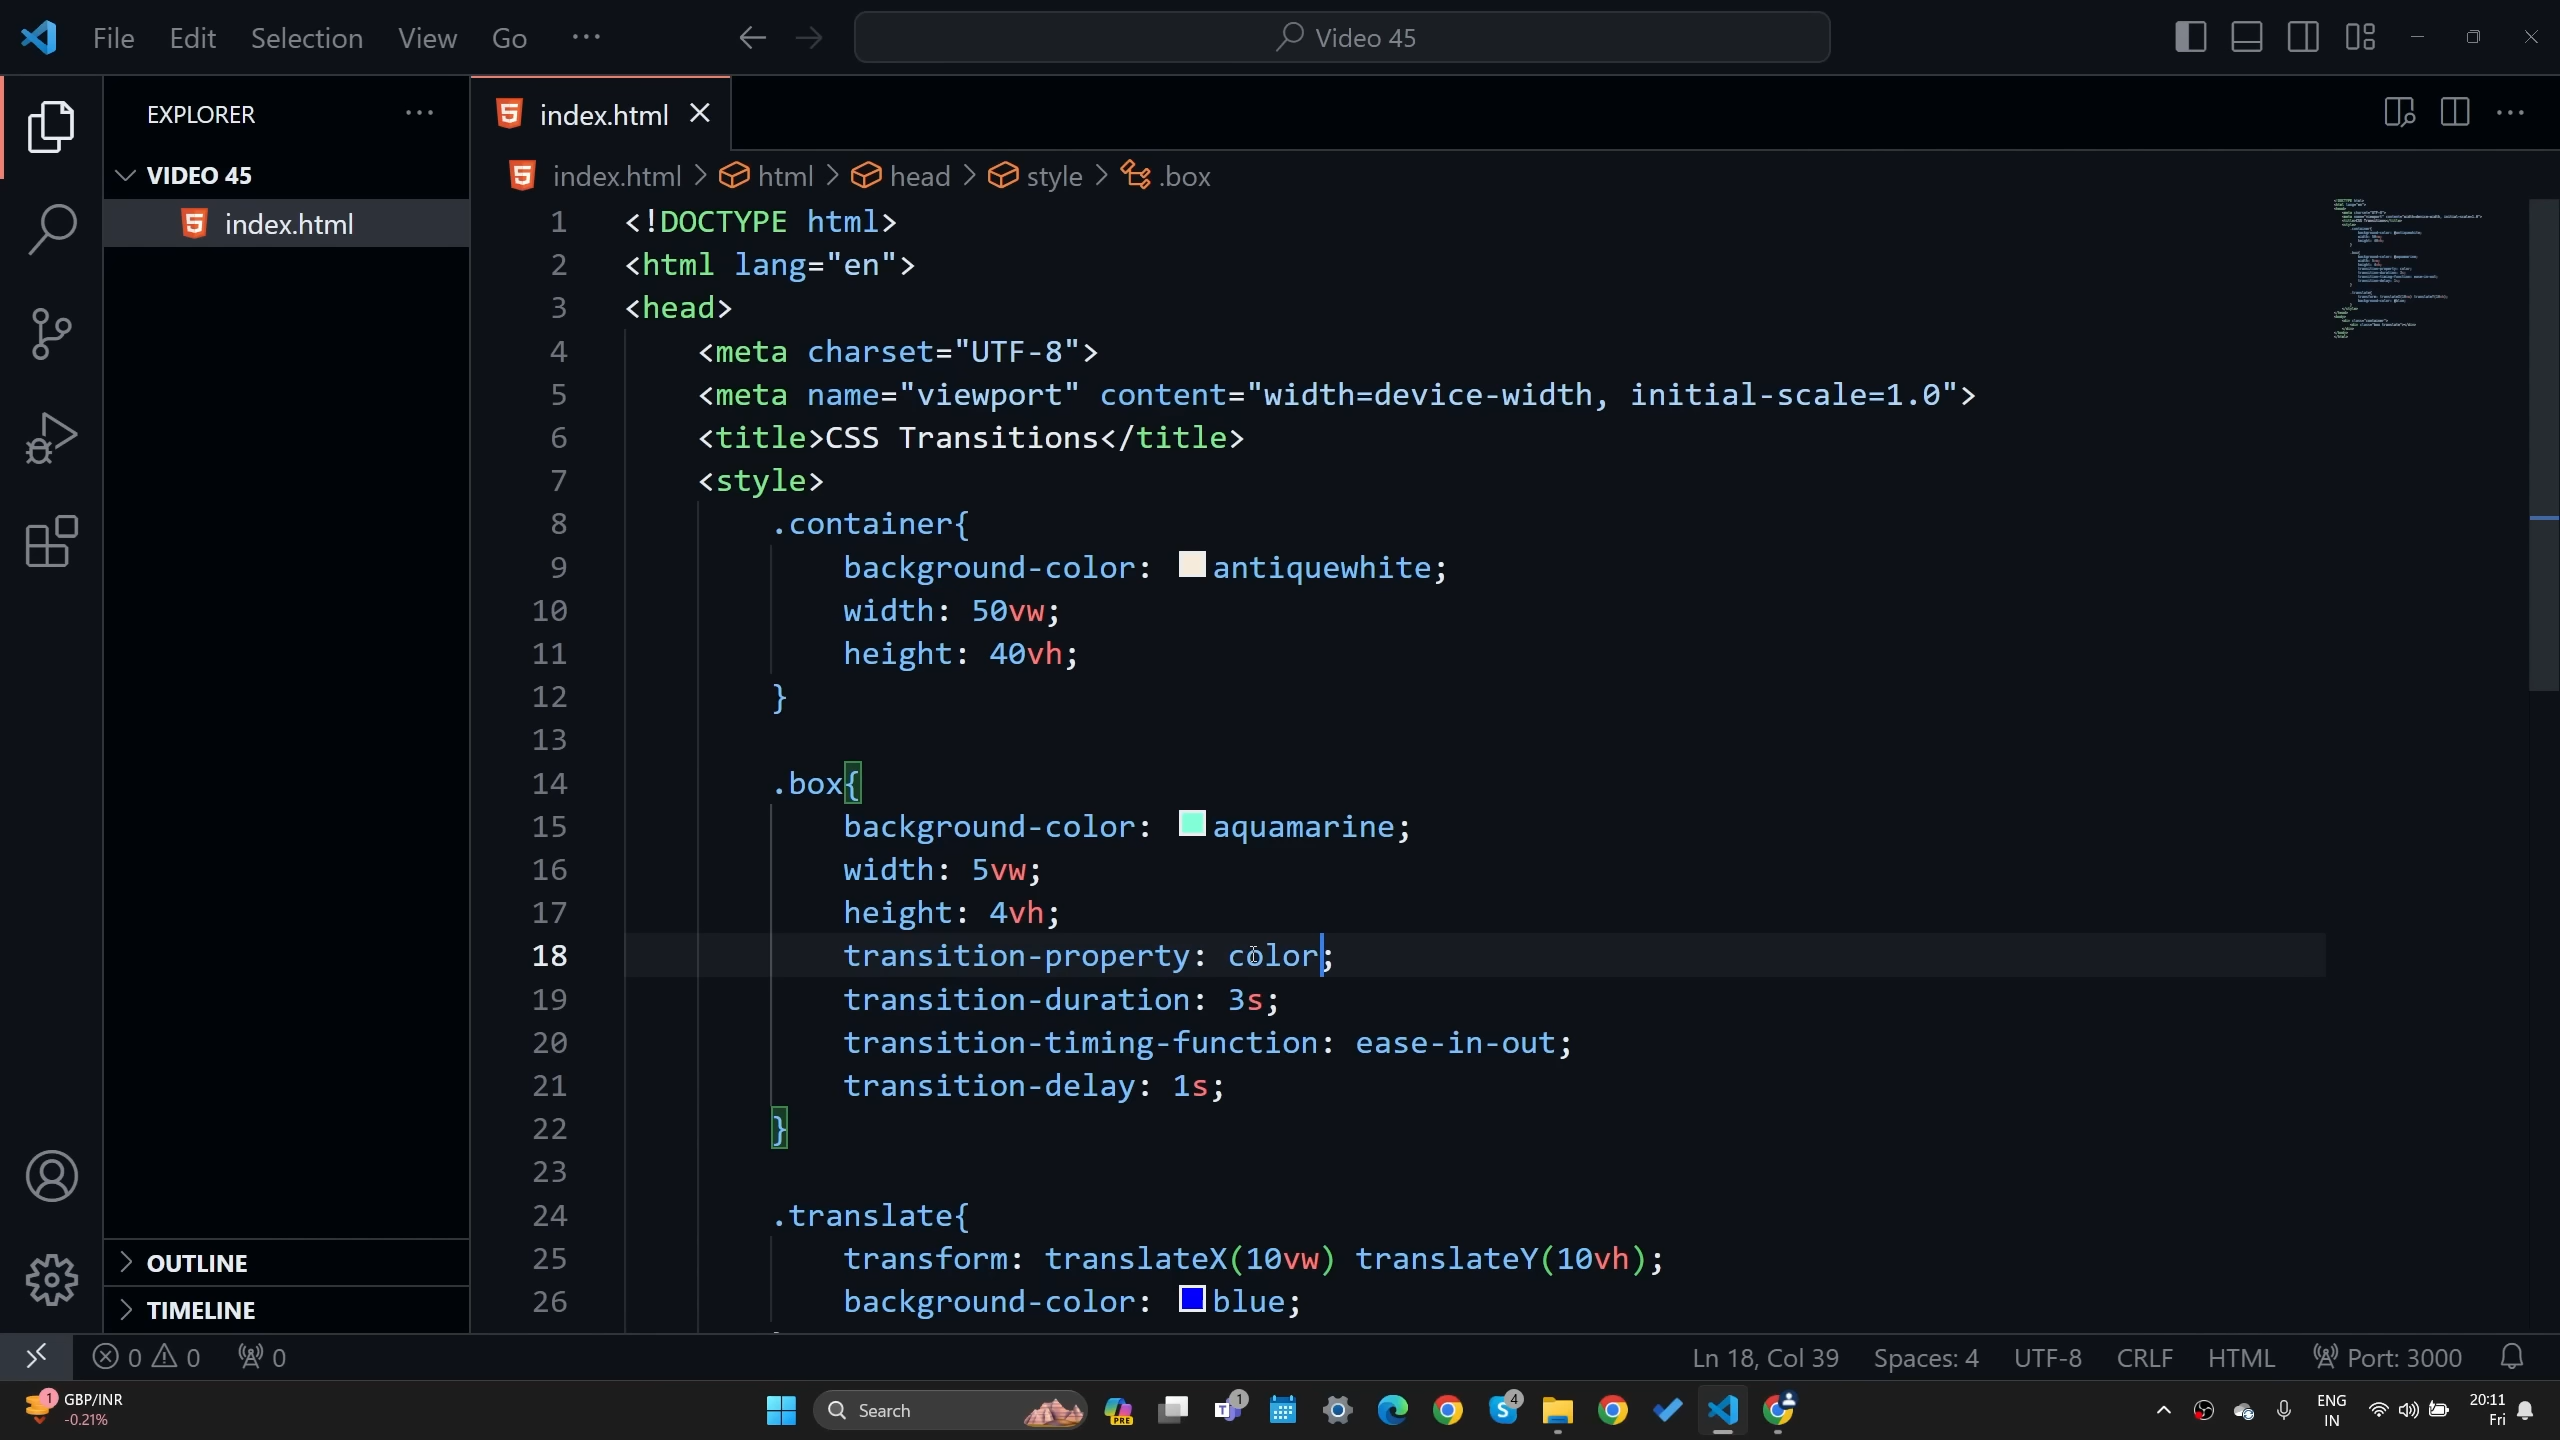 File Edit Selection View Go ··· Video 45
EXPLORER ···
VIDEO 45
index.html
OUTLINE
TIMELINE
index.html
index.html > html > head > style > .box
1 <!DOCTYPE html>
2 <html lang="en">
3 <head>
4 <meta charset="UTF-8">
5 <meta name="viewport" content="width=device-width, initial-scale=1.0">
6 <title>CSS Transitions</title>
7 <style>
8 .container{
9 background-color: antiquewhite;
10 width: 50vw;
11 height: 40vh;
12 }
13
14 .box{
15 background-color: aquamarine;
16 width: 5vw;
17 height: 4vh;
18 transition-property: color;
19 transition-duration: 3s;
20 transition-timing-function: ease-in-out;
21 transition-delay: 1s;
22 }
23
24 .translate{
25 transform: translateX(10vw) translateY(10vh);
26 background-color: blue;
0 0 0 Ln 18, Col 39 Spaces: 4 UTF-8 CRLF HTML Port: 3000
1 GBP/INR
-0.21%
Search
PRE
1
4
ENG
IN
20:11
Fri